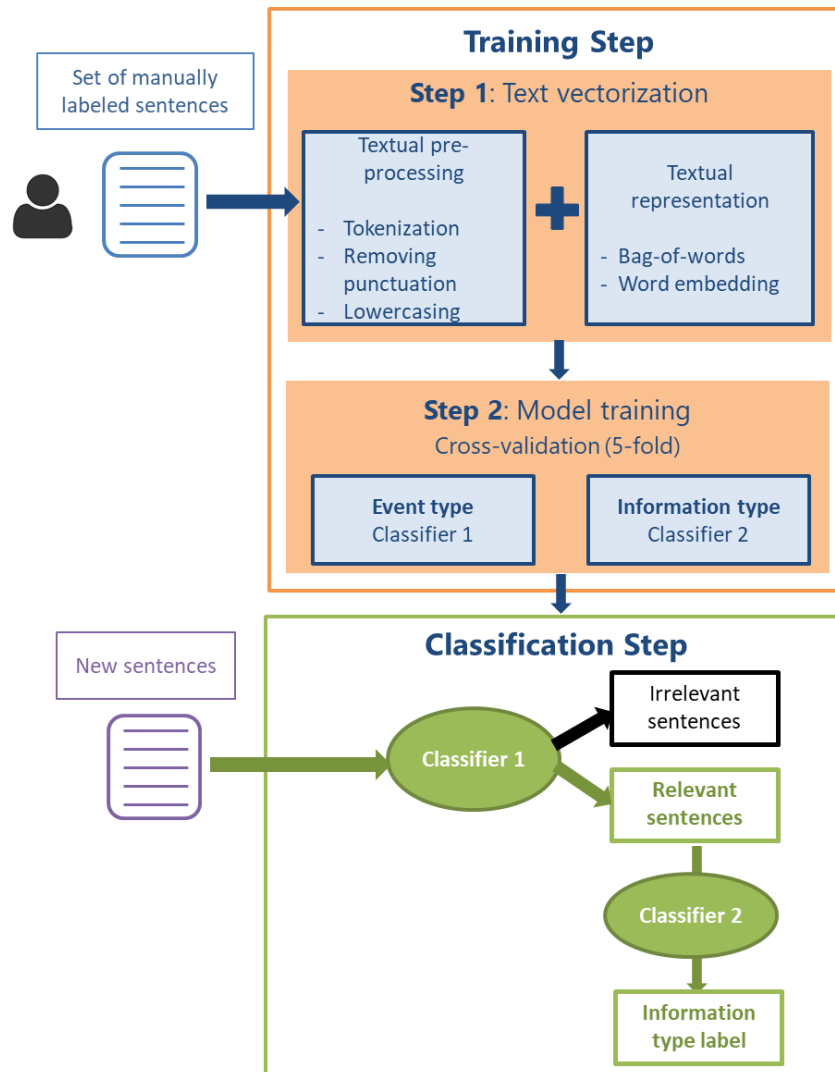 Training Step
Set of manually
labeled sentences
Step 1: Text vectorization
Textual pre-
processing
- Tokenization
- Removing
punctuation
- Lowercasing
Textual
representation
- Bag-of-words
- Word embedding
Step 2: Model training
Cross-validation (5-fold)
Event type
Classifier 1
Information type
Classifier 2
Classification Step
New sentences
Classifier 1
Irrelevant
sentences
Relevant
sentences
Classifier 2
Information
type label